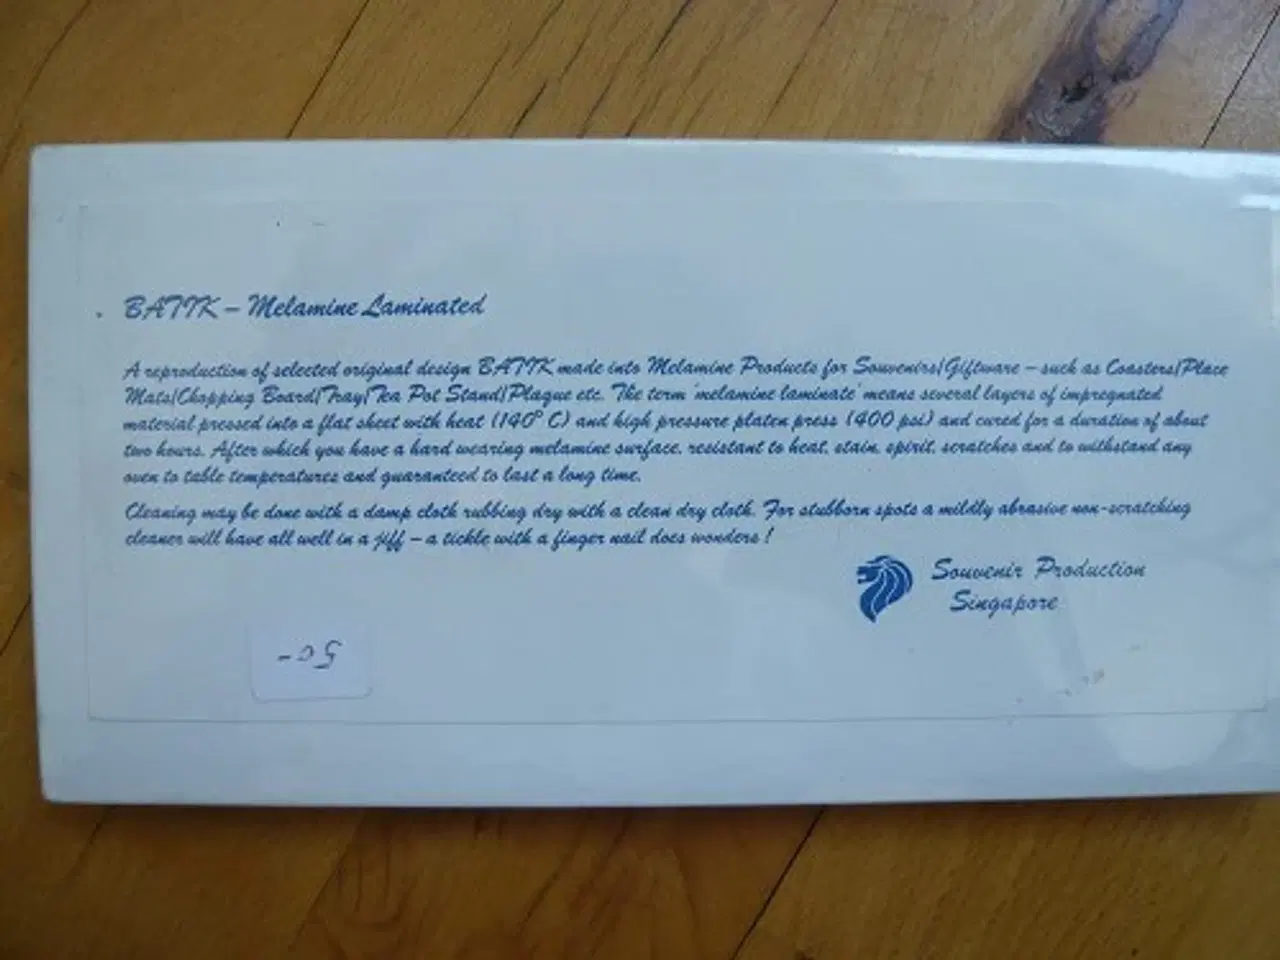 BATIK – Melamine Laminated
A reproduction of selected original design BATIK made into Melamine Products for Souvenirs/Giftware – such as Coasters/Place
Mats/Chopping Board/Tray/Tea Pot Stand/Plaque etc. The term 'melamine laminate' means several layers of impregnated
material pressed into a flat sheet with heat (140° C) and high pressure platen press (400 psi) and cured for a duration of about
two hours. After which you have a hard wearing melamine surface, resistant to heat, stain, spirit, scratches and to withstand any
oven to table temperatures and guaranteed to last a long time.
Cleaning may be done with a damp cloth rubbing dry with a clean dry cloth. For stubborn spots a mildly abrasive non-scratching
cleaner will have all well in a jiff – a tickle with a finger nail does wonders!
Souvenir Production
Singapore
50-